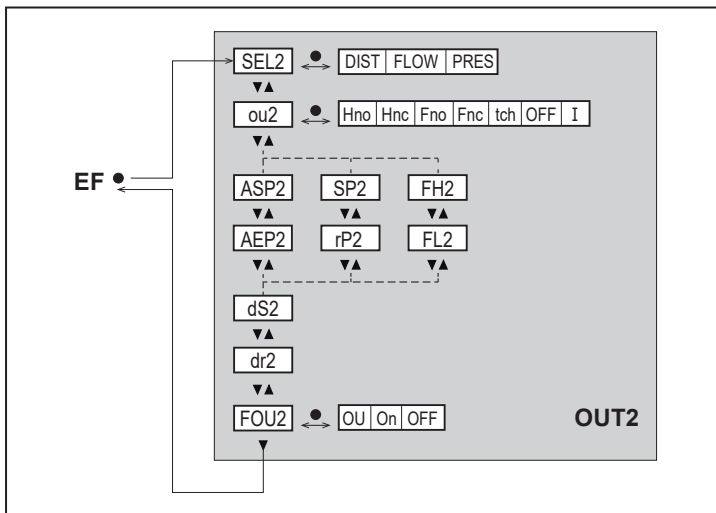 SEL2 DIST FLOW PRES
ou2 Hno Hnc Fno Fnc tch OFF I
EF
ASP2 SP2 FH2
AEP2 rP2 FL2
dS2
dr2
FOU2 OU On OFF
OUT2